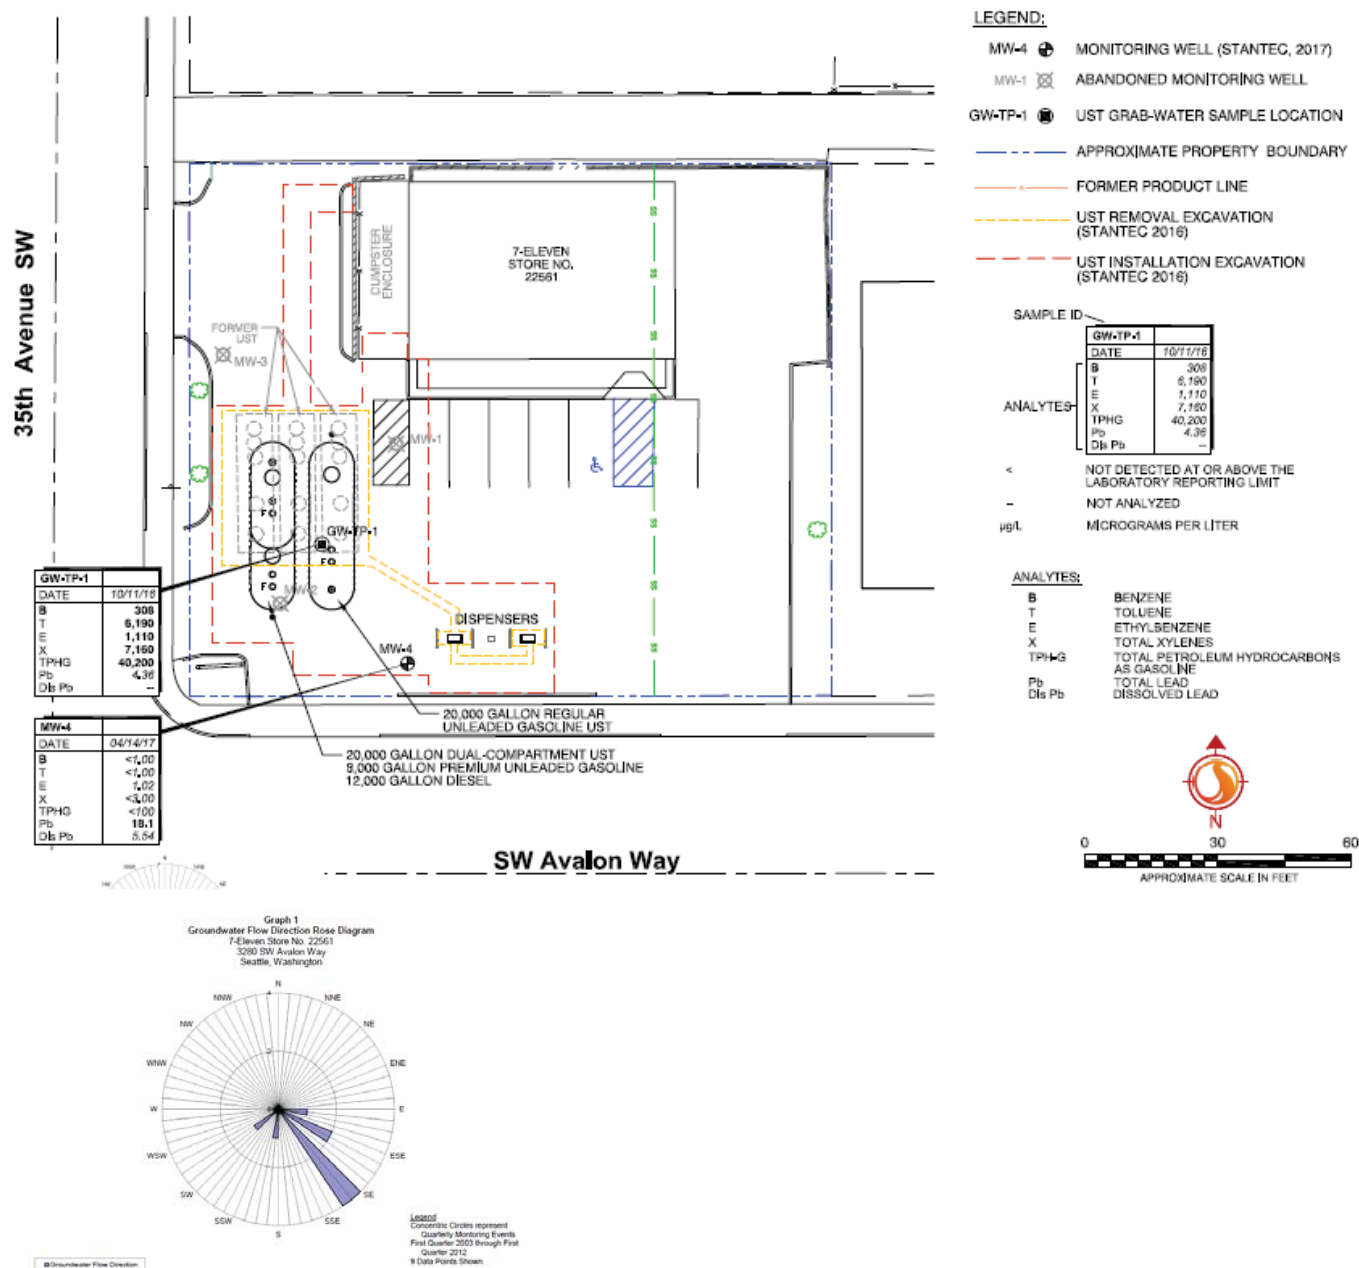 LEGEND:
MW-4 MONITORING WELL (STANTEC, 2017)
MW-1 ABANDONED MONITORING WELL
GW-TP-1 UST GRAB-WATER SAMPLE LOCATION
APPROXIMATE PROPERTY BOUNDARY
FORMER PRODUCT LINE
UST REMOVAL EXCAVATION
(STANTEC 2016)
UST INSTALLATION EXCAVATION
(STANTEC 2016)
SAMPLE ID
GW-TP-1
DATE 10/11/16
B 308
T 6,190
E 1,110
X 7,160
TPHG 40,200
Pb 4.36
Dis Pb --
ANALYTES
< NOT DETECTED AT OR ABOVE THE
LABORATORY REPORTING LIMIT
-- NOT ANALYZED
µg/L MICROGRAMS PER LITER
ANALYTES:
B BENZENE
T TOLUENE
E ETHYLBENZENE
X TOTAL XYLENES
TPH-G TOTAL PETROLEUM HYDROCARBONS
AS GASOLINE
Pb TOTAL LEAD
Dis Pb DISSOLVED LEAD
N
0 30 60
APPROXIMATE SCALE IN FEET
35th Avenue SW
DUMPSTER
ENCLOSURE
7-ELEVEN
STORE NO.
22561
SS
SS
SS
SS
SS
SS
FORMER
UST
MW-3
MW-1
F
GW-TP-1
F
F
MW-2
DISPENSERS
MW-4
GW-TP-1
DATE 10/11/16
B 308
T 6,190
E 1,110
X 7,160
TPHG 40,200
Pb 4.36
Dis Pb --
MW-4
DATE 04/14/17
B <1.00
T <1.00
E 1.02
X <3.00
TPHG <100
Pb 18.1
Dis Pb 5.54
20,000 GALLON REGULAR
UNLEADED GASOLINE UST
20,000 GALLON DUAL-COMPARTMENT UST
8,000 GALLON PREMIUM UNLEADED GASOLINE
12,000 GALLON DIESEL
SW Avalon Way
N
NNW NNE
NW NE
Graph 1
Groundwater Flow Direction Rose Diagram
7-Eleven Store No. 22561
3280 SW Avalon Way
Seattle, Washington
N
NNW NNE
NW NE
WNW ENE
W E
WSW ESE
SW SE
SSW SSE
S
4
Legend
Concentric Circles represent
Quarterly Monitoring Events
First Quarter 2003 through First
Quarter 2012
9 Data Points Shown
Groundwater Flow Direction